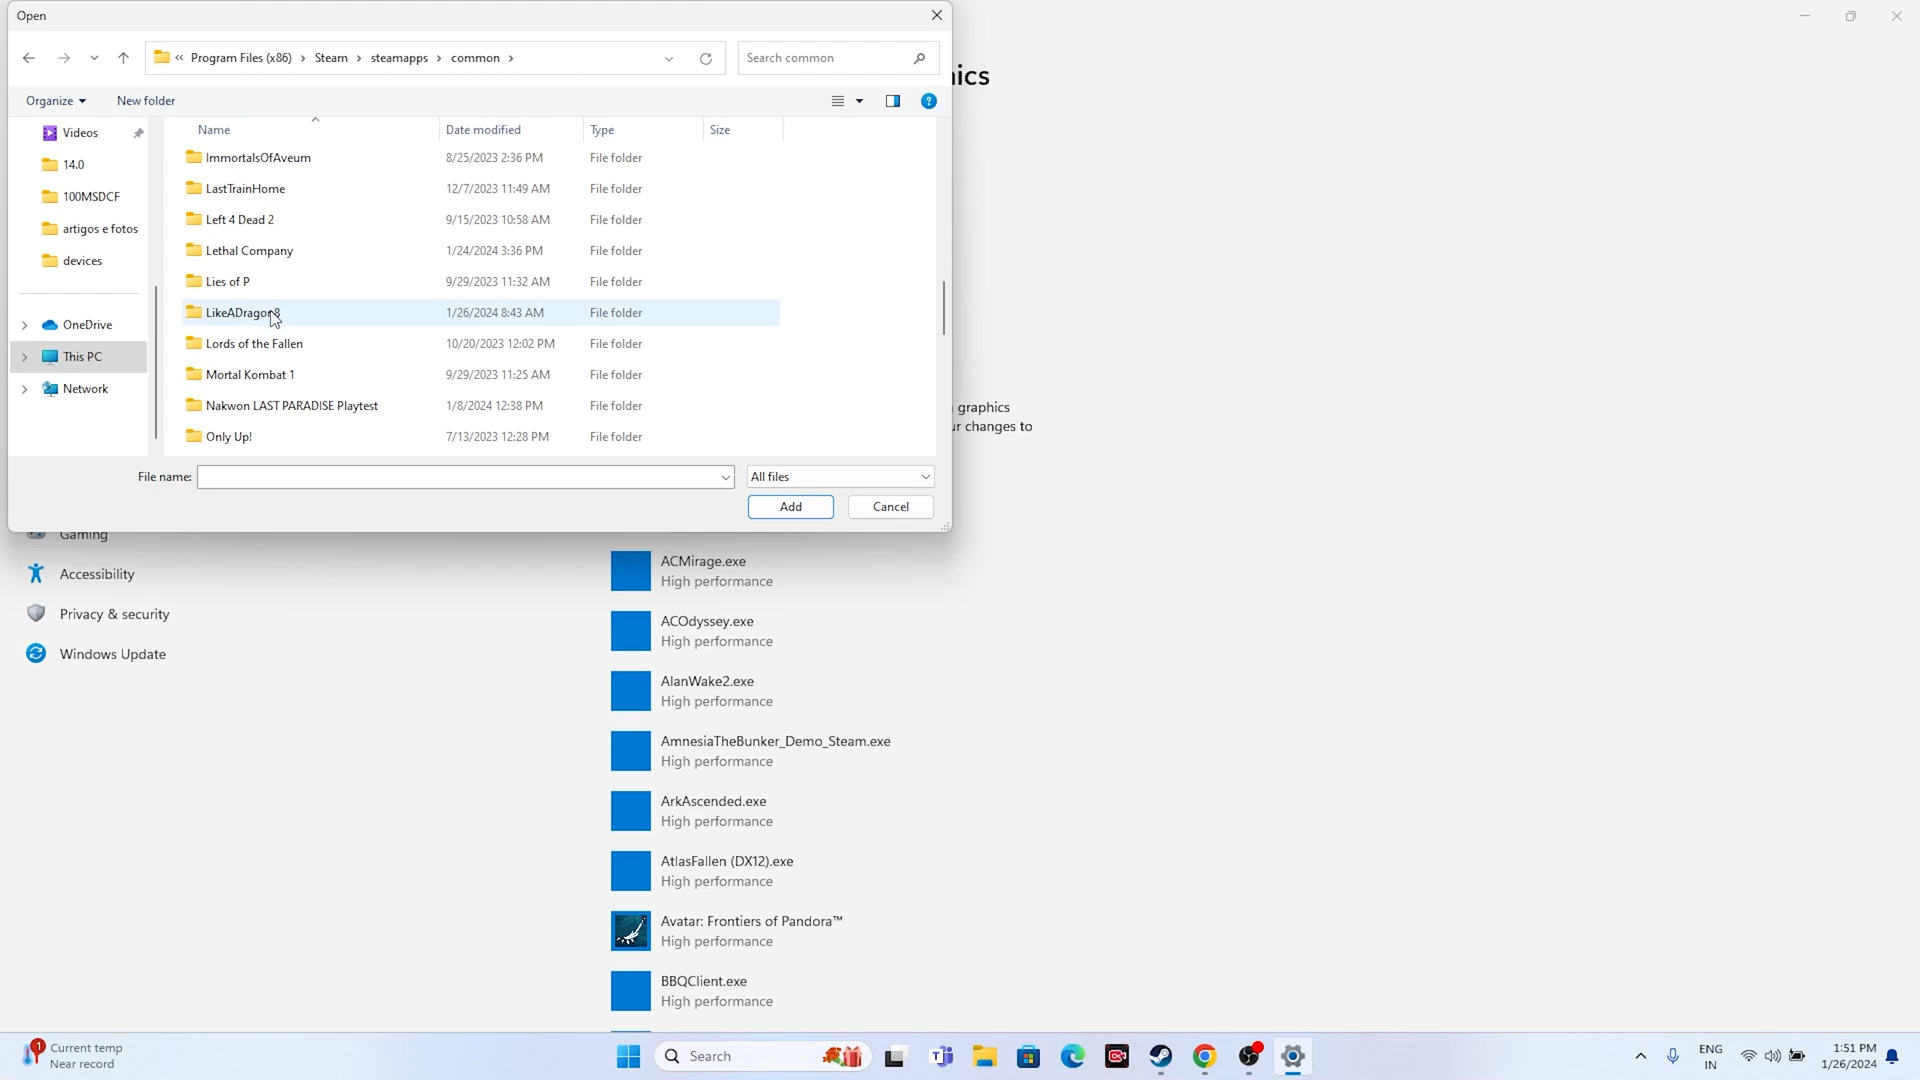 Open
« Program Files (x86) › Steam › steamapps › common ›
Search common
Organize
New folder
Videos
14.0
100MSDCF
artigos e fotos
devices
OneDrive
This PC
Network
Name Date modified Type Size
ImmortalsOfAveum 8/25/2023 2:36 PM File folder
LastTrainHome 12/7/2023 11:49 AM File folder
Left 4 Dead 2 9/15/2023 10:58 AM File folder
Lethal Company 1/24/2024 3:36 PM File folder
Lies of P 9/29/2023 11:32 AM File folder
LikeADragon8 1/26/2024 8:43 AM File folder
Lords of the Fallen 10/20/2023 12:02 PM File folder
Mortal Kombat 1 9/29/2023 11:25 AM File folder
Nakwon LAST PARADISE Playtest 1/8/2024 12:38 PM File folder
Only Up! 7/13/2023 12:28 PM File folder
File name:
All files
Add
Cancel
ics
graphics
ur changes to
Gaming
Accessibility
Privacy & security
Windows Update
ACMirage.exe
High performance
ACOdyssey.exe
High performance
AlanWake2.exe
High performance
AmnesiaTheBunker_Demo_Steam.exe
High performance
ArkAscended.exe
High performance
AtlasFallen (DX12).exe
High performance
Avatar: Frontiers of Pandora™
High performance
BBQClient.exe
High performance
1
Current temp
Near record
Search
ENG
IN
1:51 PM
1/26/2024